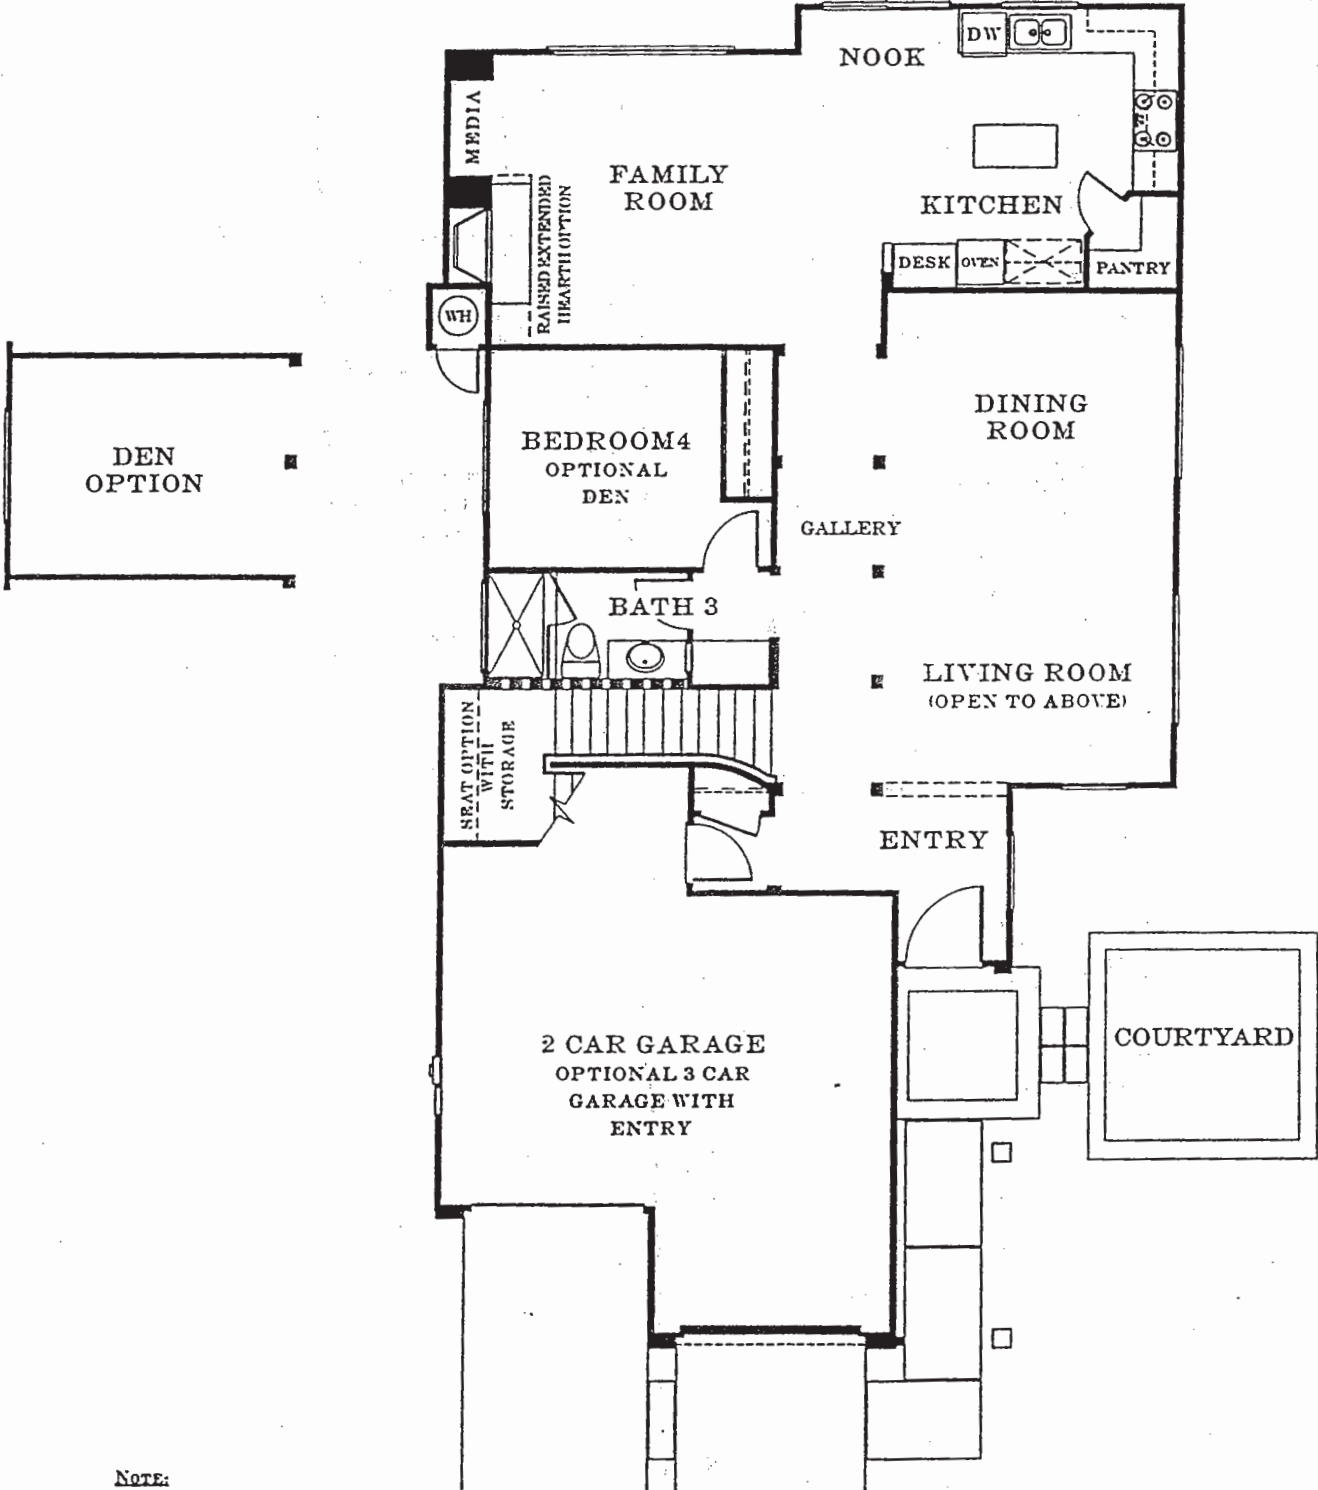 NOOK
DW
MEDIA
FAMILY
ROOM
KITCHEN
RAISED EXTENDED
HEARTH OPTION
DESK
OVEN
PANTRY
WH
DINING
ROOM
DEN
OPTION
BEDROOM 4
OPTIONAL
DEN
GALLERY
BATH 3
LIVING ROOM
(OPEN TO ABOVE)
SEAT OPTION
WITH
STORAGE
ENTRY
COURTYARD
2 CAR GARAGE
OPTIONAL 3 CAR
GARAGE WITH
ENTRY
NOTE: